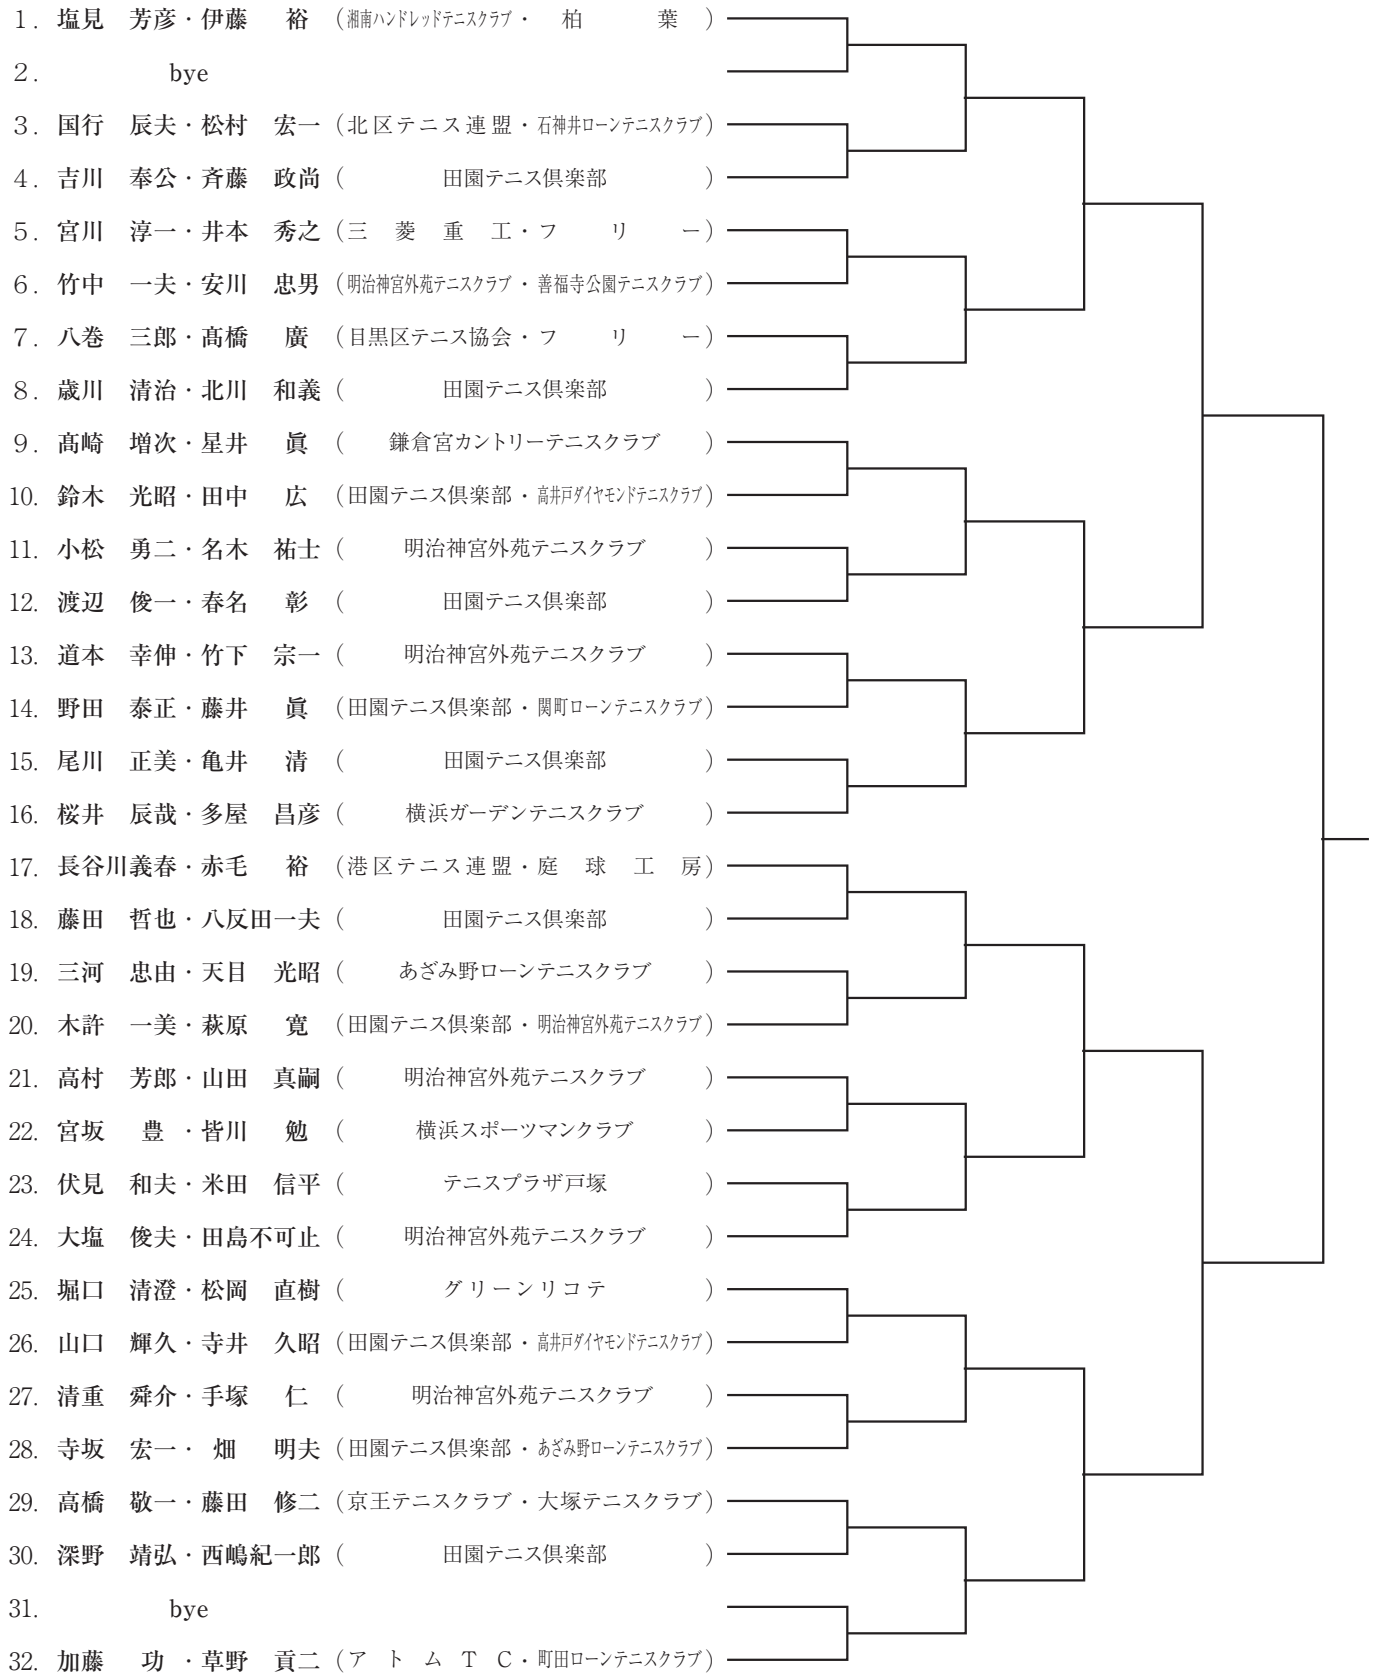 1. 塩見 芳彦・伊藤 裕 (湘南ハンドレッドテニスクラブ・ 柏 葉 )
2. bye
3. 国行 辰夫・松村 宏一 (北区テニス連盟・石神井ローンテニスクラブ)
4. 吉川 奉公・斉藤 政尚 ( 田園テニス倶楽部 )
5. 宮川 淳一・井本 秀之 (三 菱 重 工・フ リ ー)
6. 竹中 一夫・安川 忠男 (明治神宮外苑テニスクラブ・善福寺公園テニスクラブ)
7. 八巻 三郎・髙橋 廣 (目黒区テニス協会・フ リ ー)
8. 歳川 清治・北川 和義 ( 田園テニス倶楽部 )
9. 髙崎 増次・星井 眞 ( 鎌倉宮カントリーテニスクラブ )
10. 鈴木 光昭・田中 広 (田園テニス倶楽部・高井戸ダイヤモンドテニスクラブ)
11. 小松 勇二・名木 祐士 ( 明治神宮外苑テニスクラブ )
12. 渡辺 俊一・春名 彰 ( 田園テニス倶楽部 )
13. 道本 幸伸・竹下 宗一 ( 明治神宮外苑テニスクラブ )
14. 野田 泰正・藤井 眞 (田園テニス倶楽部・関町ローンテニスクラブ)
15. 尾川 正美・亀井 清 ( 田園テニス倶楽部 )
16. 桜井 辰哉・多屋 昌彦 ( 横浜ガーデンテニスクラブ )
17. 長谷川義春・赤毛 裕 (港区テニス連盟・庭 球 工 房)
18. 藤田 哲也・八反田一夫 ( 田園テニス倶楽部 )
19. 三河 忠由・天目 光昭 ( あざみ野ローンテニスクラブ )
20. 木許 一美・萩原 寛 (田園テニス倶楽部・明治神宮外苑テニスクラブ)
21. 高村 芳郎・山田 真嗣 ( 明治神宮外苑テニスクラブ )
22. 宮坂 豊・皆川 勉 ( 横浜スポーツマンクラブ )
23. 伏見 和夫・米田 信平 ( テニスプラザ戸塚 )
24. 大塩 俊夫・田島不可止 ( 明治神宮外苑テニスクラブ )
25. 堀口 清澄・松岡 直樹 ( グリーンリコテ )
26. 山口 輝久・寺井 久昭 (田園テニス倶楽部・高井戸ダイヤモンドテニスクラブ)
27. 清重 舜介・手塚 仁 ( 明治神宮外苑テニスクラブ )
28. 寺坂 宏一・ 畑 明夫 (田園テニス倶楽部・あざみ野ローンテニスクラブ)
29. 高橋 敬一・藤田 修二 (京王テニスクラブ・大塚テニスクラブ)
30. 深野 靖弘・西嶋紀一郎 ( 田園テニス倶楽部 )
31. bye
32. 加藤 功・草野 貢二 (ア ト ム T C・町田ローンテニスクラブ)